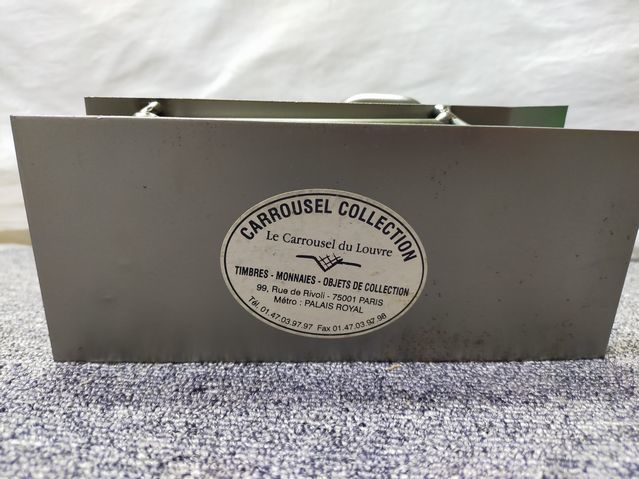 CARROUSEL COLLECTION
Le Carrousel du Louvre
TIMBRES - MONNAIES - OBJETS DE COLLECTION
99, Rue de Rivoli - 75001 PARIS
Métro : PALAIS ROYAL
Tél. 01.47.03.97.97 Fax 01.47.03.97.98